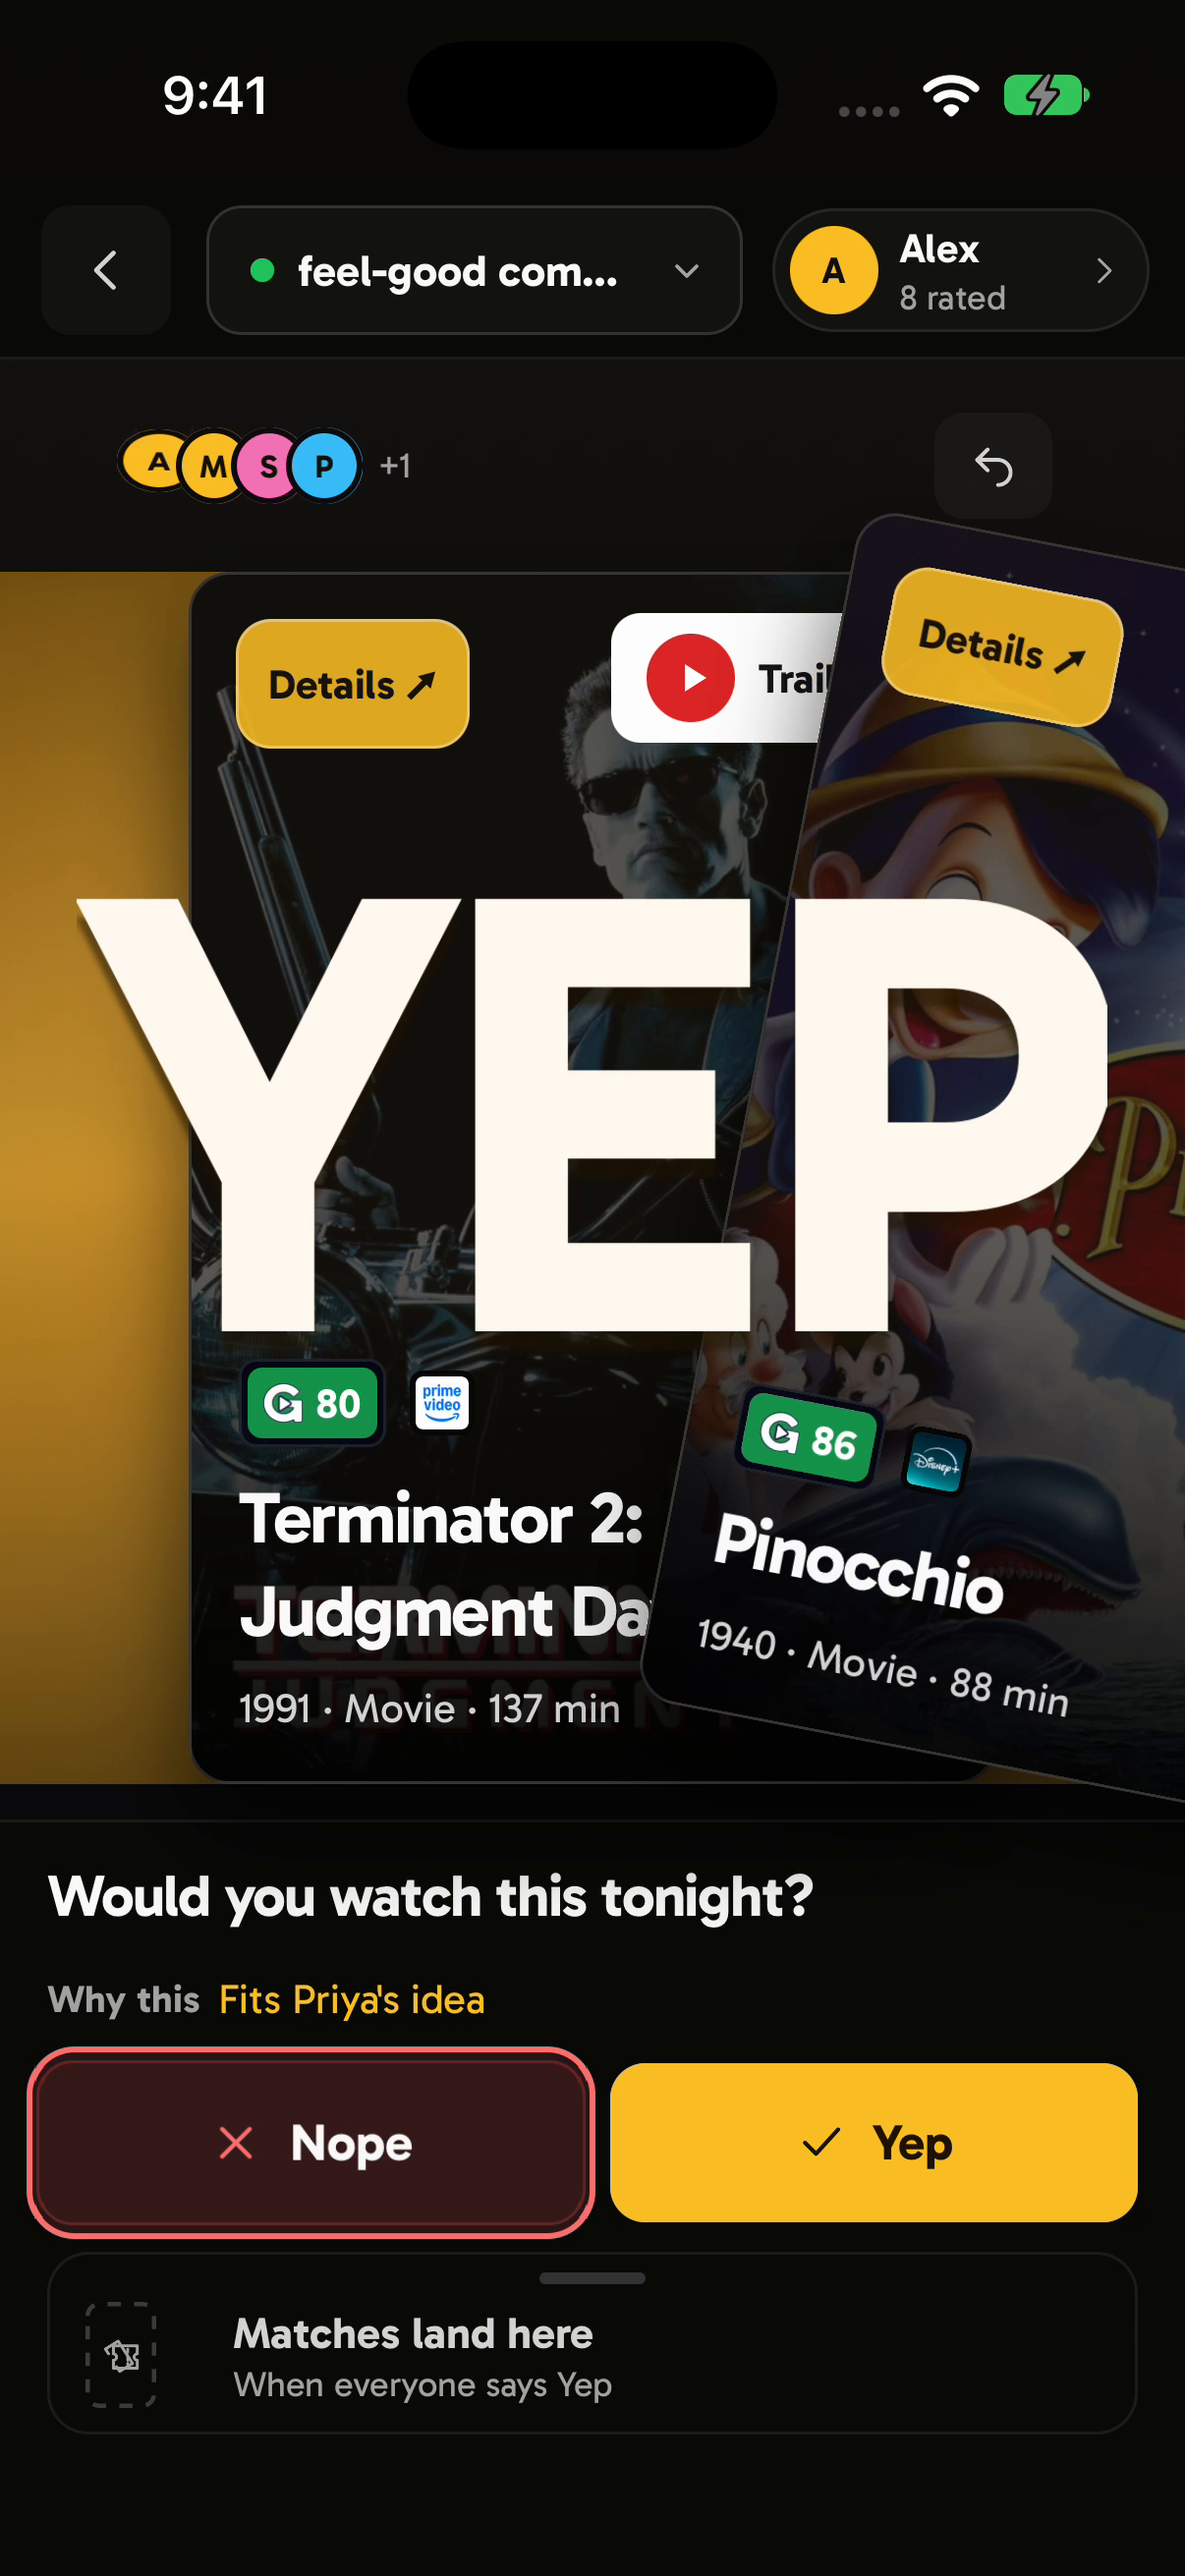 9:41
feel-good com...
A
Alex
8 rated
A M S P +1
Details
Trail
Details
YEP
80
prime video
86
Disney+
Terminator 2:
Judgment Da
1991 · Movie · 137 min
Pinocchio
1940 · Movie · 88 min
Would you watch this tonight?
Why this Fits Priya's idea
Nope
Yep
Matches land here
When everyone says Yep